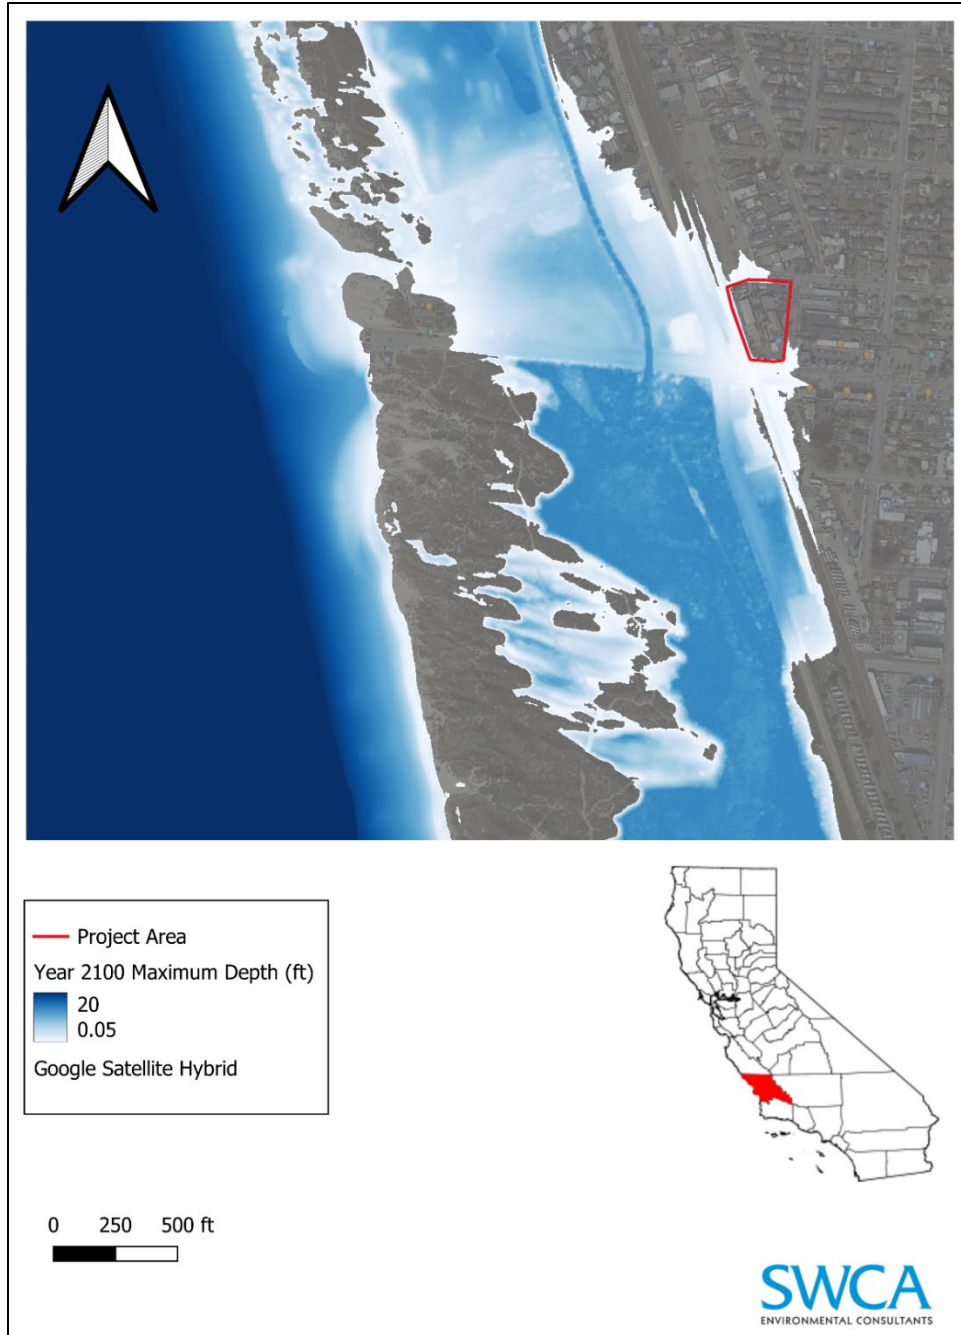 Project Area
Year 2100 Maximum Depth (ft)
20
0.05
Google Satellite Hybrid
0 250 500 ft
SWCA
ENVIRONMENTAL CONSULTANTS